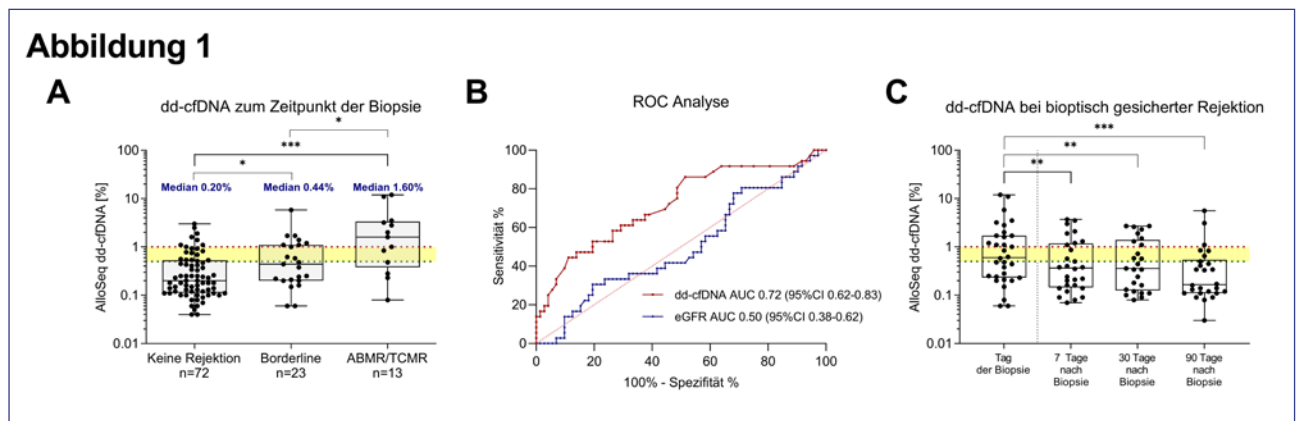 Abbildung 1
A
dd-cfDNA zum Zeitpunkt der Biopsie
*
***
*
Median 0.20%
Median 0.44%
Median 1.60%
AlloSeq dd-cfDNA [%]
100
10
1
0.1
0.01
Keine Rejektion
n=72
Borderline
n=23
ABMR/TCMR
n=13
B
ROC Analyse
Sensitivität %
100
80
60
40
20
0
dd-cfDNA AUC 0.72 (95%CI 0.62-0.83)
eGFR AUC 0.50 (95%CI 0.38-0.62)
0 20 40 60 80 100
100% - Spezifität %
C
dd-cfDNA bei bioptisch gesicherter Rejektion
***
**
**
AlloSeq dd-cfDNA [%]
100
10
1
0.1
0.01
Tag
der Biopsie
7 Tage
nach
Biopsie
30 Tage
nach
Biopsie
90 Tage
nach
Biopsie